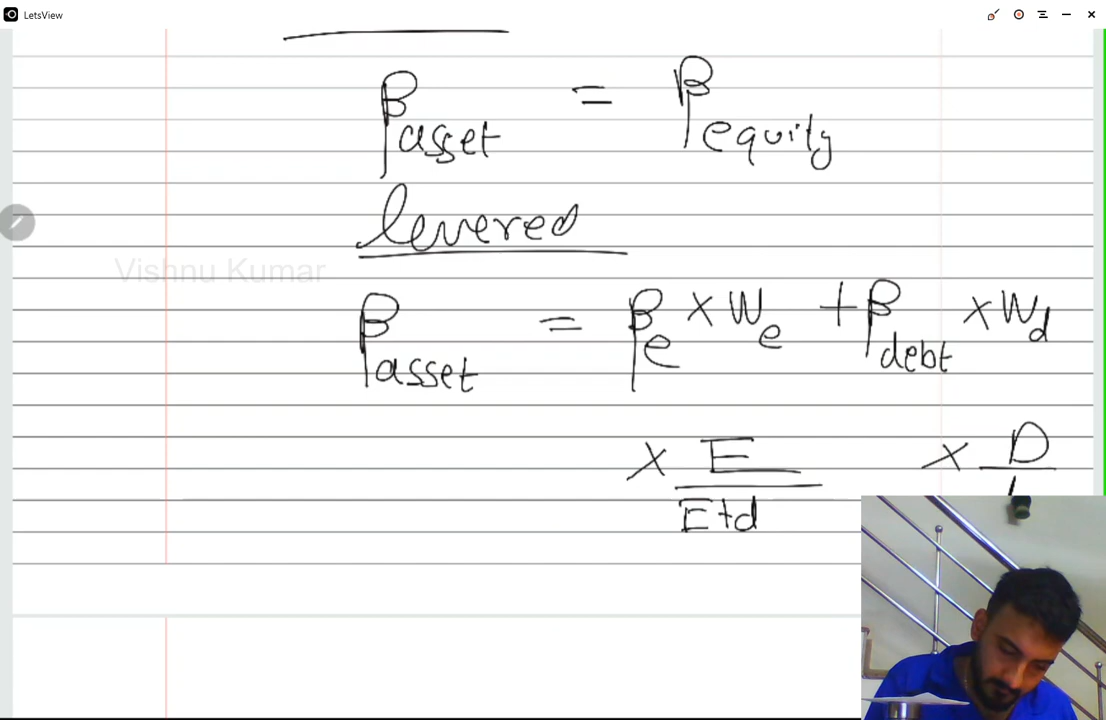 LetsView
β asset = β equity
levered
Vishnu Kumar
β asset = β e × W e + β debt × W d
× E / E+d × D